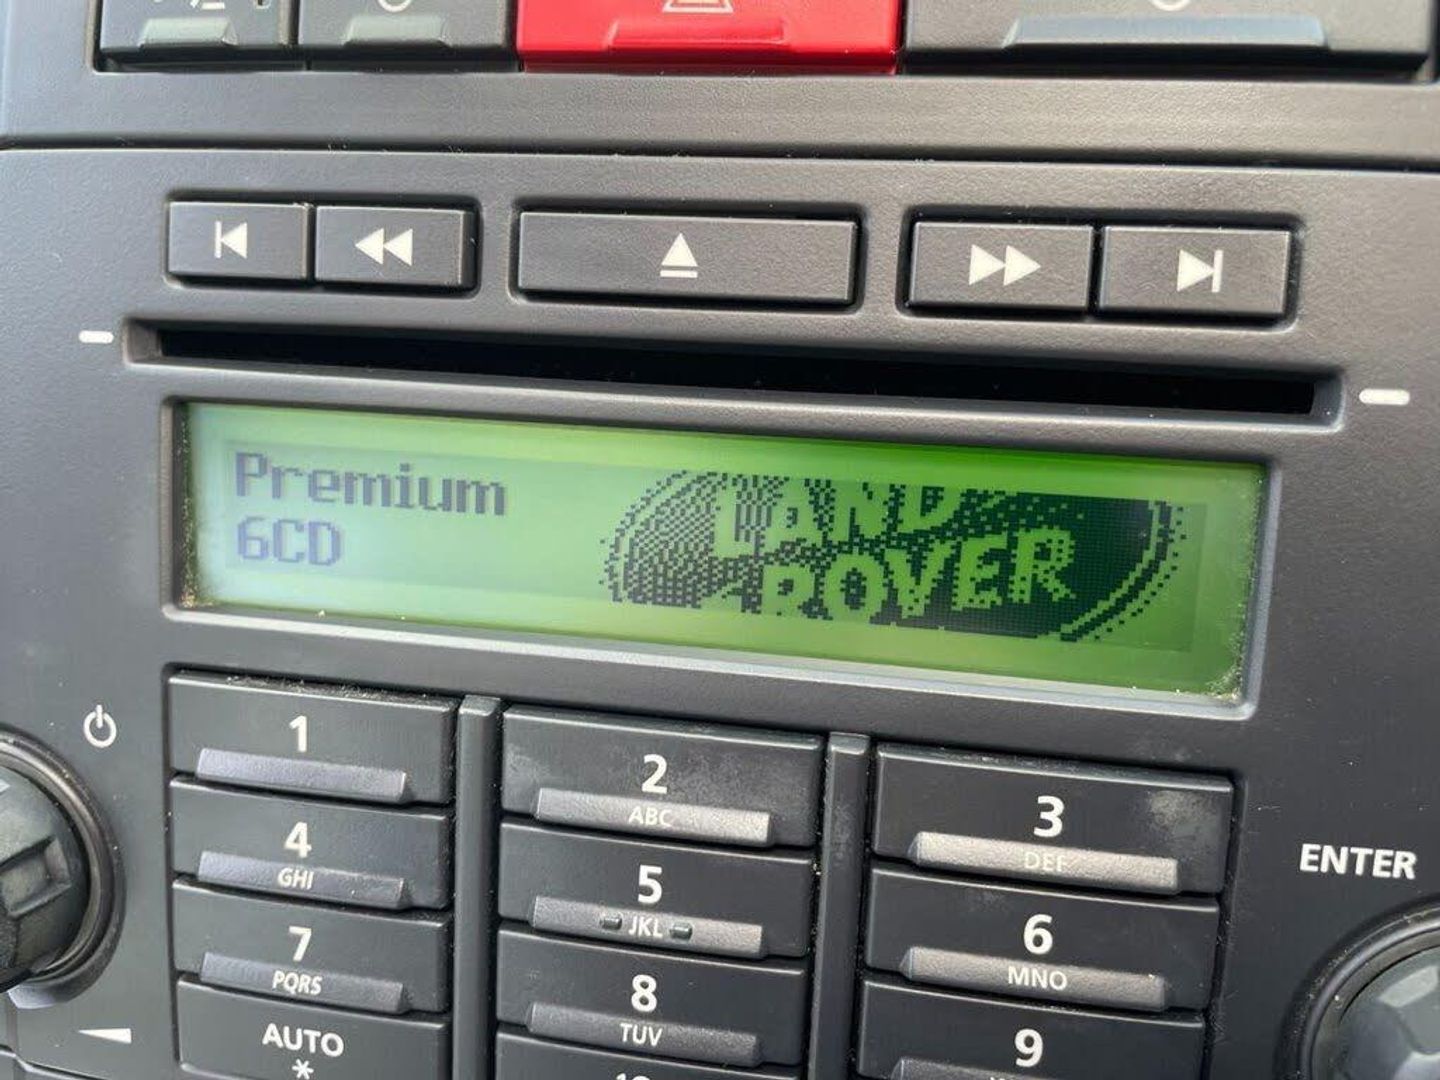 Premium
6CD
LAND
ROVER
1
2
ABC
3
DEF
4
GHI
5
JKL
6
MNO
ENTER
7
PQRS
8
TUV
9
AUTO
*